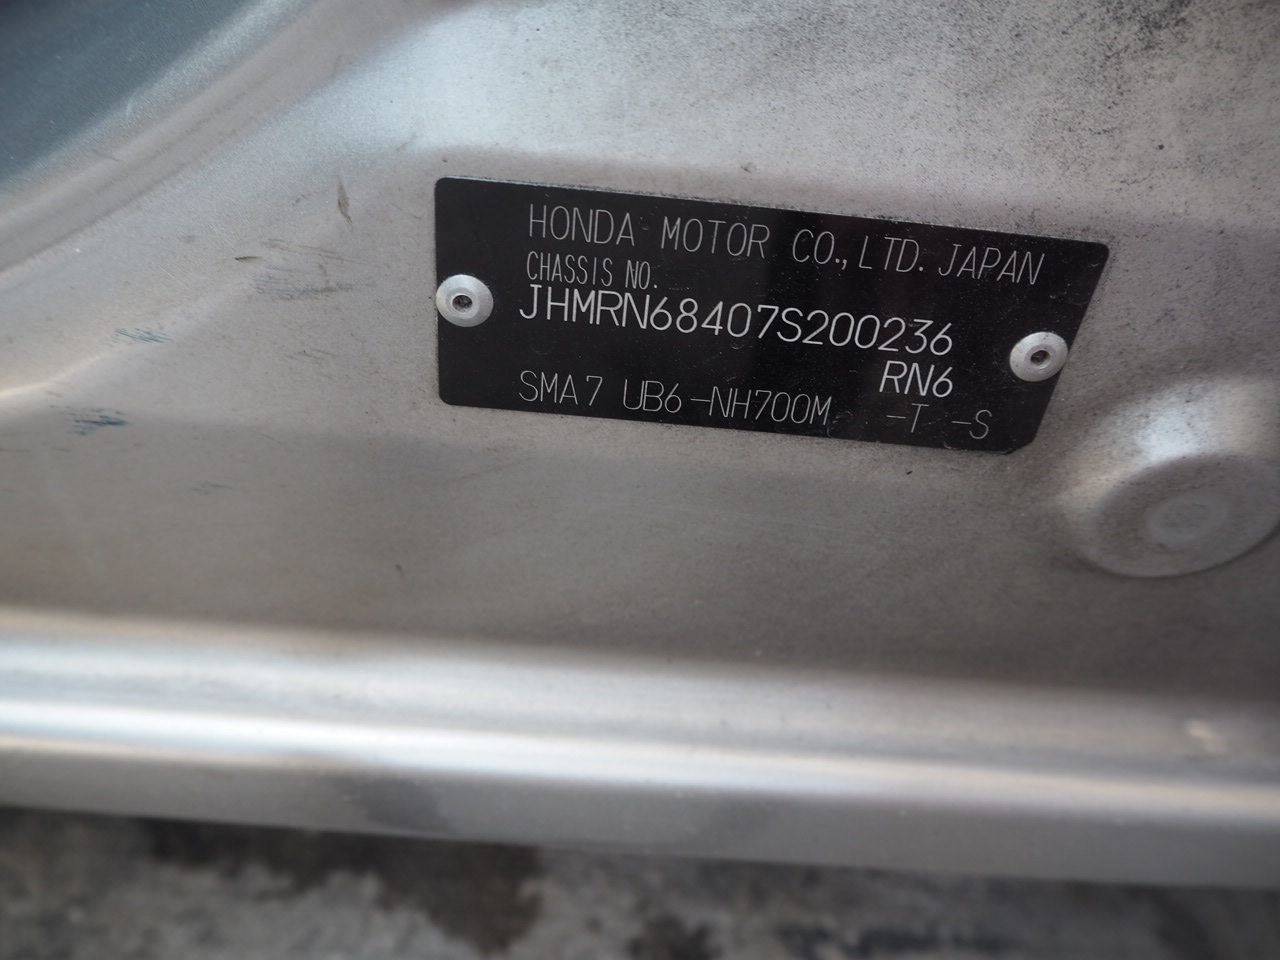 HONDA MOTOR CO.,LTD. JAPAN
CHASSIS NO.
JHMRN68407S200236
RN6
SMA7 UB6-NH700M -T -S